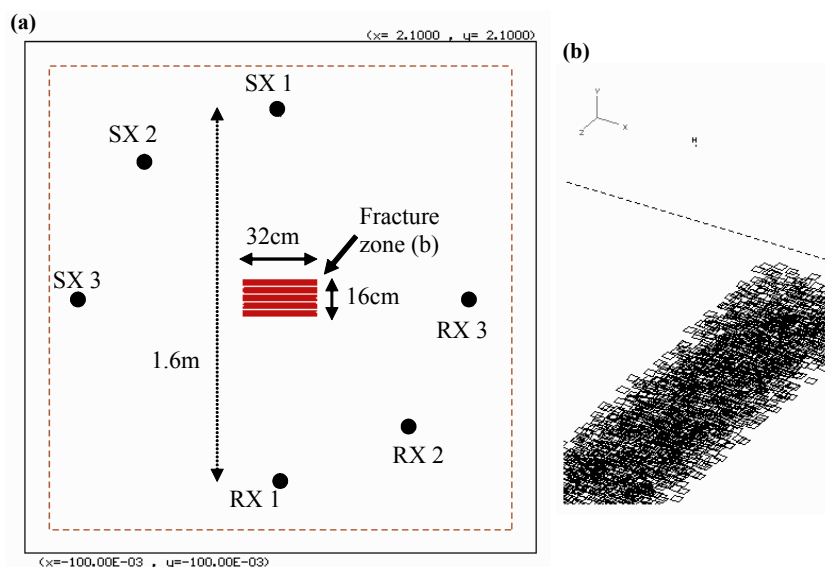 (a)
(x= 2.1000 , y= 2.1000)
(b)
SX 1
SX 2
Y
Z
X
H
Fracture
zone (b)
32cm
SX 3
16cm
RX 3
1.6m
RX 2
RX 1
(x=-100.00E-03 , y=-100.00E-03)